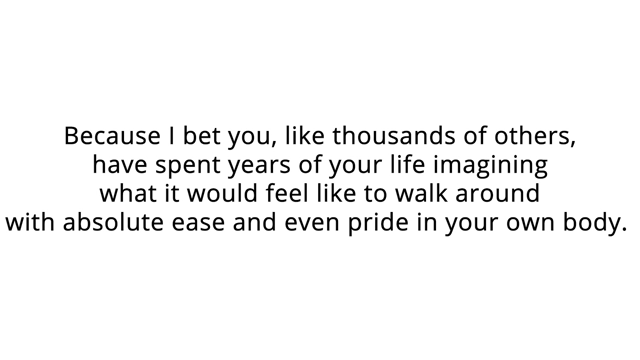 Because I bet you, like thousands of others,
have spent years of your life imagining
what it would feel like to walk around
with absolute ease and even pride in your own body.